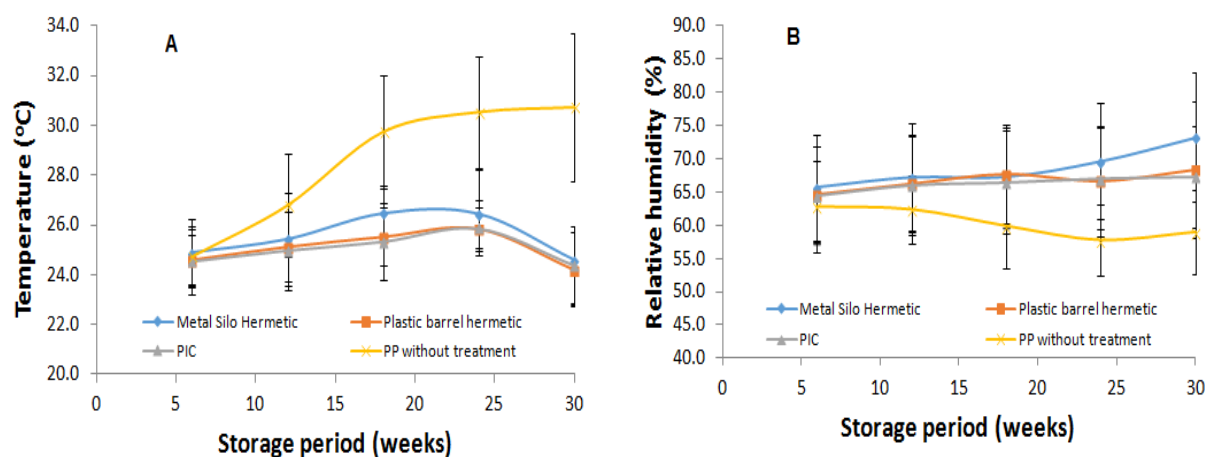 A
Temperature (°C)
34.0
32.0
30.0
28.0
26.0
24.0
22.0
20.0
Metal Silo Hermetic
Plastic barrel hermetic
PIC
PP without treatment
0 5 10 15 20 25 30
Storage period (weeks)
B
Relative humidity (%)
90.0
85.0
80.0
75.0
70.0
65.0
60.0
55.0
50.0
45.0
40.0
Metal Silo Hermetic
Plastic barrel hermetic
PIC
PP without treatment
0 5 10 15 20 25 30
Storage period (weeks)